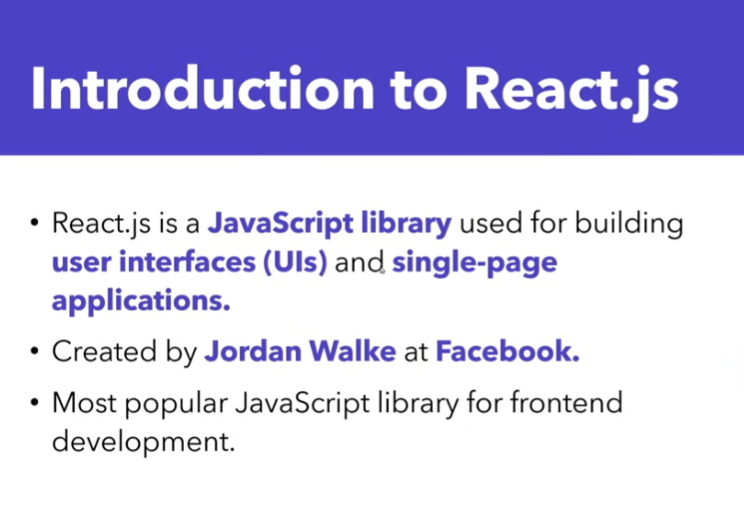 Introduction to React.js
• React.js is a JavaScript library used for building
user interfaces (UIs) and single-page
applications.
• Created by Jordan Walke at Facebook.
• Most popular JavaScript library for frontend
development.